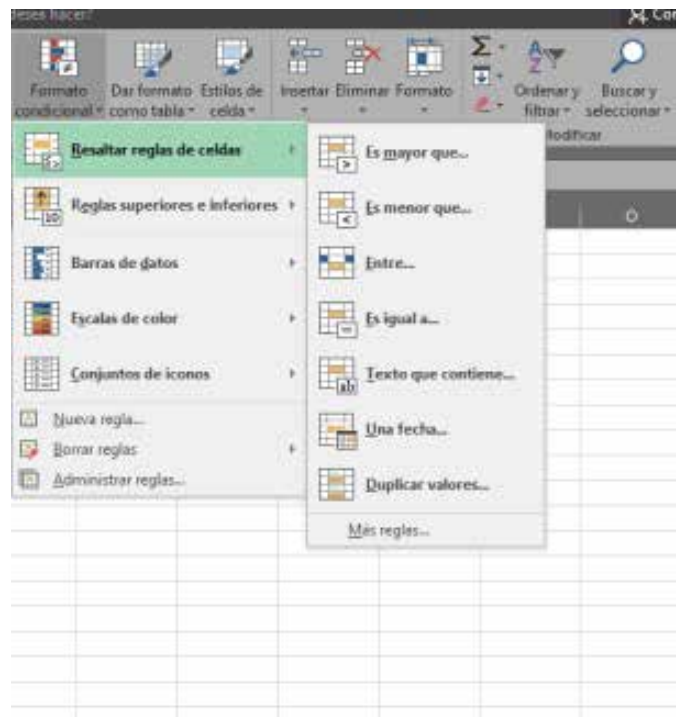 desea hacer?
Formato condicional
Dar formato como tabla
Estilos de celda
Insertar
Eliminar
Formato
Ordenar y filtrar
Buscar y seleccionar
Modificar
O
Resaltar reglas de celdas
Reglas superiores e inferiores
Barras de datos
Escalas de color
Conjuntos de iconos
Nueva regla...
Borrar reglas
Administrar reglas...
Es mayor que...
Es menor que...
Entre...
Es igual a...
Texto que contiene...
Una fecha...
Duplicar valores...
Más reglas...